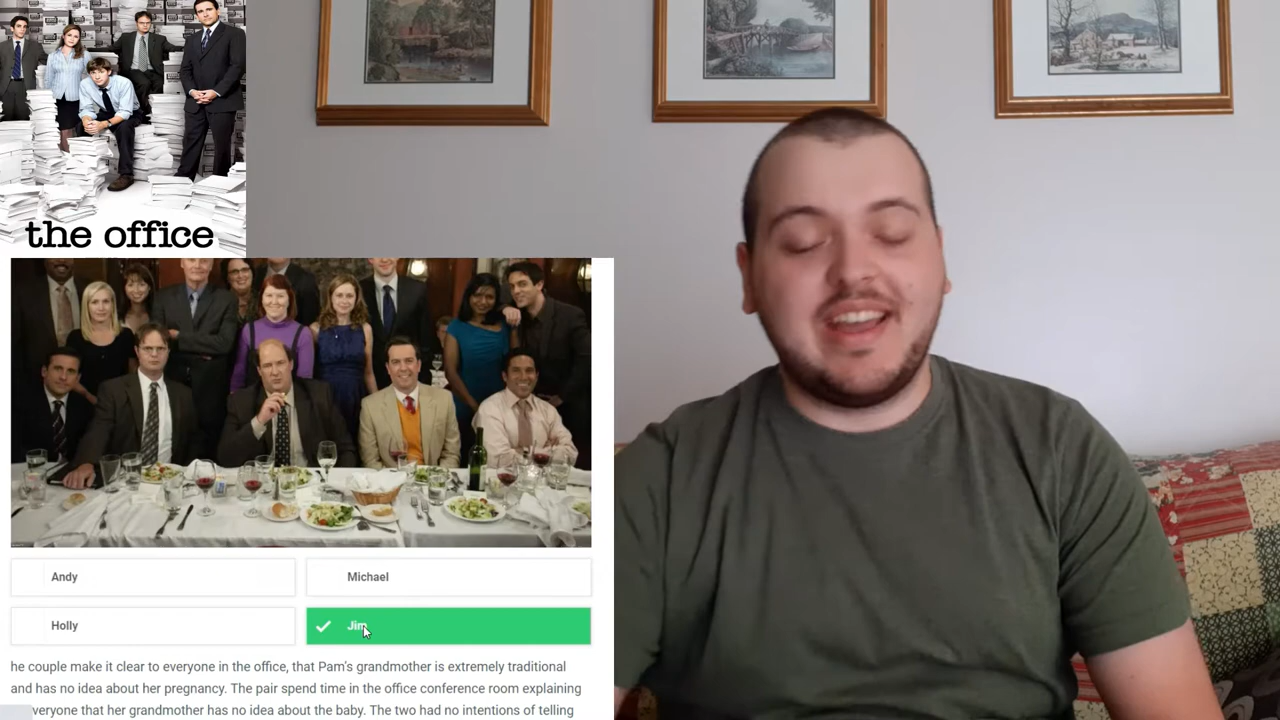 the office
Andy
Michael
Holly
Jim
he couple make it clear to everyone in the office, that Pam's grandmother is extremely traditional
and has no idea about her pregnancy. The pair spend time in the office conference room explaining
veryone that her grandmother has no idea about the baby. The two had no intentions of telling